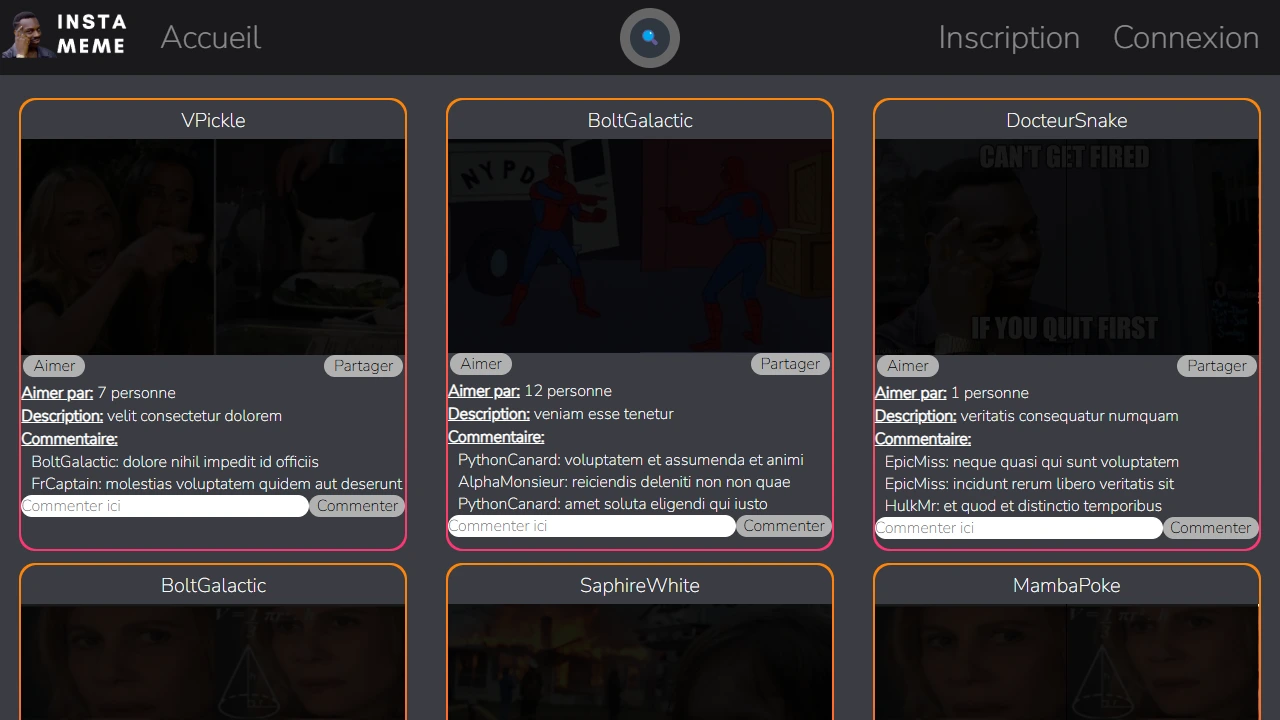 INSTA
MEME
Accueil
Inscription
Connexion
VPickle
Aimer
Partager
Aimer par: 7 personne
Description: velit consectetur dolorem
Commentaire:
BoltGalactic: dolore nihil impedit id officiis
FrCaptain: molestias voluptatem quidem aut deserunt
Commenter ici
Commenter
BoltGalactic
NYPD
Aimer
Partager
Aimer par: 12 personne
Description: veniam esse tenetur
Commentaire:
PythonCanard: voluptatem et assumenda et animi
AlphaMonsieur: reiciendis deleniti non non quae
PythonCanard: amet soluta eligendi qui iusto
Commenter ici
Commenter
DocteurSnake
CAN'T GET FIRED
IF YOU QUIT FIRST
Aimer
Partager
Aimer par: 1 personne
Description: veritatis consequatur numquam
Commentaire:
EpicMiss: neque quasi qui sunt voluptatem
EpicMiss: incidunt rerum libero veritatis sit
HulkMr: et quod et distinctio temporibus
Commenter ici
Commenter
BoltGalactic
SaphireWhite
MambaPoke